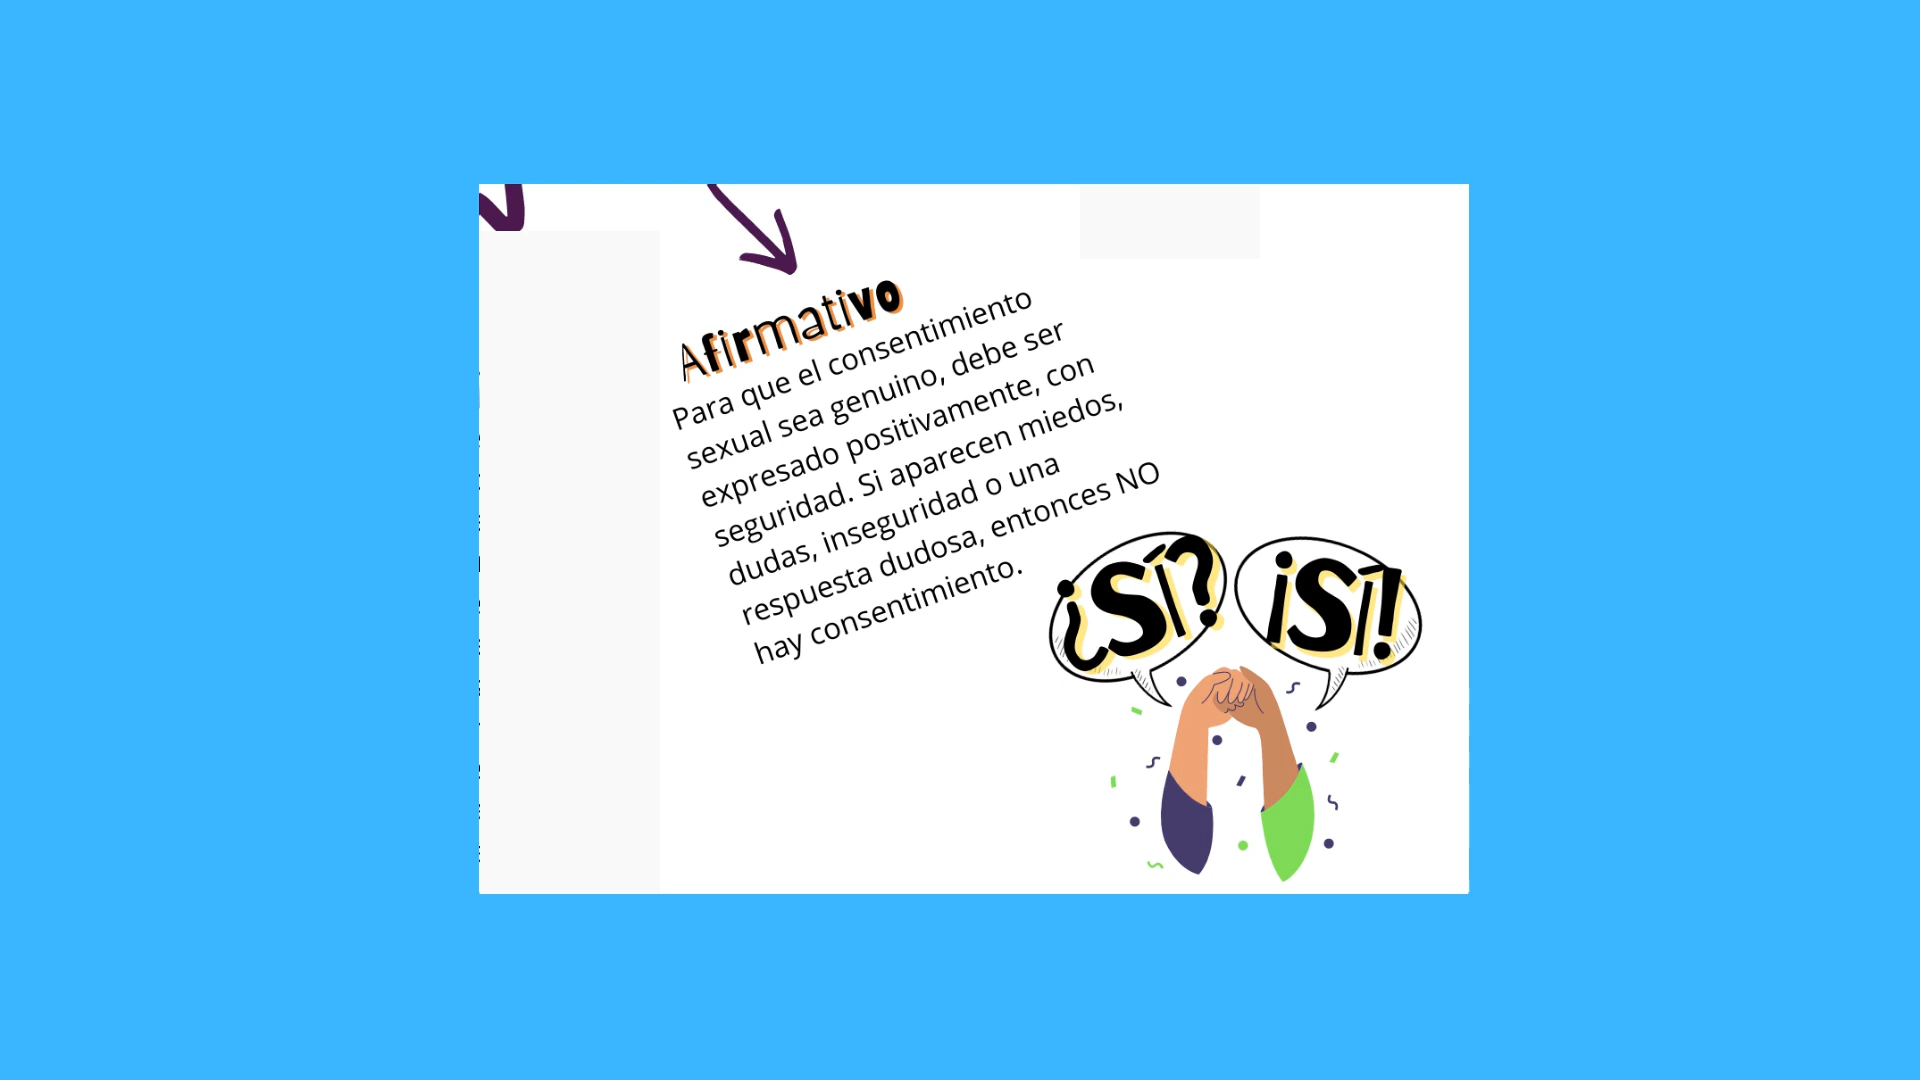 Afirmativo
Para que el consentimiento
sexual sea genuino, debe ser
expresado positivamente, con
seguridad. Si aparecen miedos,
dudas, inseguridad o una
respuesta dudosa, entonces NO
hay consentimiento.
¿SÍ?
¡SÍ!